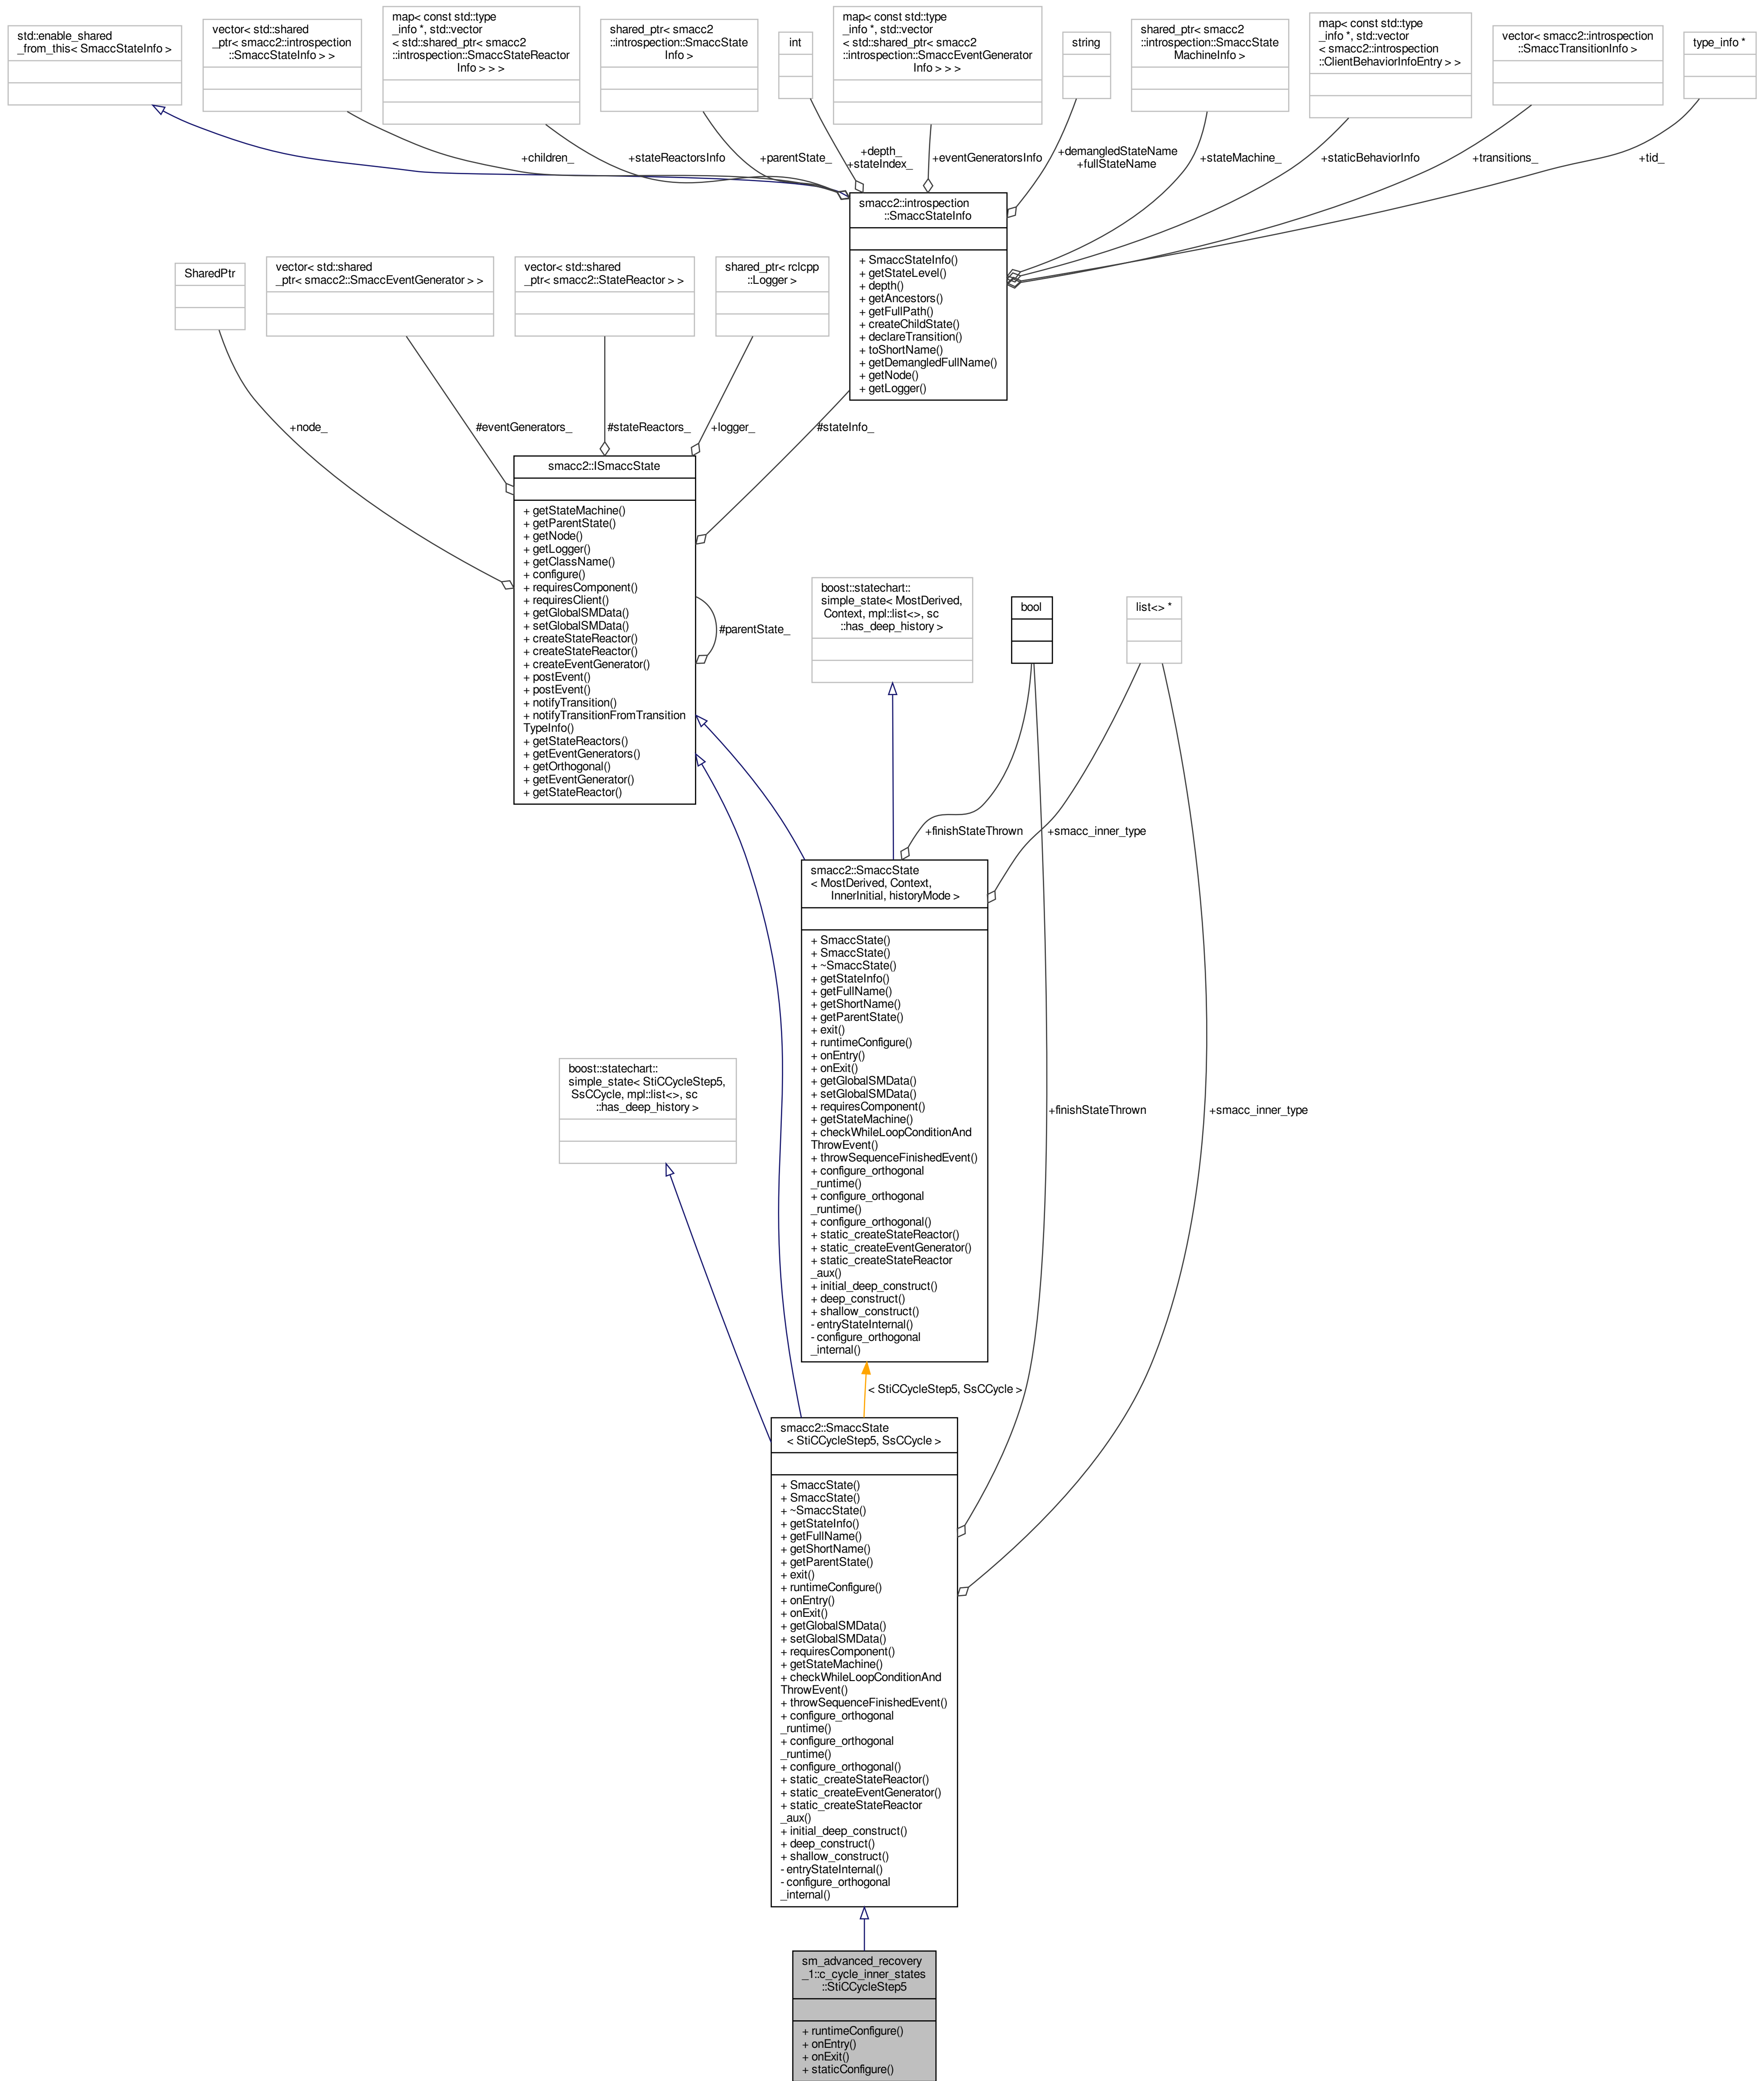 std::enable_shared
_from_this< SmaccStateInfo >
vector< std::shared
_ptr< smacc2::introspection
::SmaccStateInfo > >
map< const std::type
_info *, std::vector
< std::shared_ptr< smacc2
::introspection::SmaccStateReactor
Info > > >
shared_ptr< smacc2
::introspection::SmaccState
Info >
int
map< const std::type
_info *, std::vector
< std::shared_ptr< smacc2
::introspection::SmaccEventGenerator
Info > > >
string
shared_ptr< smacc2
::introspection::SmaccState
MachineInfo >
map< const std::type
_info *, std::vector
< smacc2::introspection
::ClientBehaviorInfoEntry > >
vector< smacc2::introspection
::SmaccTransitionInfo >
type_info *
+children_
+stateReactorsInfo
+parentState_
+depth_
+stateIndex_
+eventGeneratorsInfo
+demangledStateName
+fullStateName
+stateMachine_
+staticBehaviorInfo
+transitions_
+tid_
smacc2::introspection
::SmaccStateInfo
+ SmaccStateInfo()
+ getStateLevel()
+ depth()
+ getAncestors()
+ getFullPath()
+ createChildState()
+ declareTransition()
+ toShortName()
+ getDemangledFullName()
+ getNode()
+ getLogger()
SharedPtr
vector< std::shared
_ptr< smacc2::SmaccEventGenerator > >
vector< std::shared
_ptr< smacc2::StateReactor > >
shared_ptr< rclcpp
::Logger >
+node_
#eventGenerators_
#stateReactors_
+logger_
#stateInfo_
smacc2::ISmaccState
+ getStateMachine()
+ getParentState()
+ getNode()
+ getLogger()
+ getClassName()
+ configure()
+ requiresComponent()
+ requiresClient()
+ getGlobalSMData()
+ setGlobalSMData()
+ createStateReactor()
+ createStateReactor()
+ createEventGenerator()
+ postEvent()
+ postEvent()
+ notifyTransition()
+ notifyTransitionFromTransition
TypeInfo()
+ getStateReactors()
+ getEventGenerators()
+ getOrthogonal()
+ getEventGenerator()
+ getStateReactor()
#parentState_
boost::statechart::
simple_state< MostDerived,
Context, mpl::list<>, sc
::has_deep_history >
bool
list<> *
+finishStateThrown
+smacc_inner_type
smacc2::SmaccState
< MostDerived, Context,
InnerInitial, historyMode >
+ SmaccState()
+ SmaccState()
+ ~SmaccState()
+ getStateInfo()
+ getFullName()
+ getShortName()
+ getParentState()
+ exit()
+ runtimeConfigure()
+ onEntry()
+ onExit()
+ getGlobalSMData()
+ setGlobalSMData()
+ requiresComponent()
+ getStateMachine()
+ checkWhileLoopConditionAnd
ThrowEvent()
+ throwSequenceFinishedEvent()
+ configure_orthogonal
_runtime()
+ configure_orthogonal
_runtime()
+ configure_orthogonal()
+ static_createStateReactor()
+ static_createEventGenerator()
+ static_createStateReactor
_aux()
+ initial_deep_construct()
+ deep_construct()
+ shallow_construct()
- entryStateInternal()
- configure_orthogonal
_internal()
boost::statechart::
simple_state< StiCCycleStep5,
SsCCycle, mpl::list<>, sc
::has_deep_history >
+finishStateThrown
+smacc_inner_type
< StiCCycleStep5, SsCCycle >
smacc2::SmaccState
< StiCCycleStep5, SsCCycle >
+ SmaccState()
+ SmaccState()
+ ~SmaccState()
+ getStateInfo()
+ getFullName()
+ getShortName()
+ getParentState()
+ exit()
+ runtimeConfigure()
+ onEntry()
+ onExit()
+ getGlobalSMData()
+ setGlobalSMData()
+ requiresComponent()
+ getStateMachine()
+ checkWhileLoopConditionAnd
ThrowEvent()
+ throwSequenceFinishedEvent()
+ configure_orthogonal
_runtime()
+ configure_orthogonal
_runtime()
+ configure_orthogonal()
+ static_createStateReactor()
+ static_createEventGenerator()
+ static_createStateReactor
_aux()
+ initial_deep_construct()
+ deep_construct()
+ shallow_construct()
- entryStateInternal()
- configure_orthogonal
_internal()
sm_advanced_recovery
_1::c_cycle_inner_states
::StiCCycleStep5
+ runtimeConfigure()
+ onEntry()
+ onExit()
+ staticConfigure()